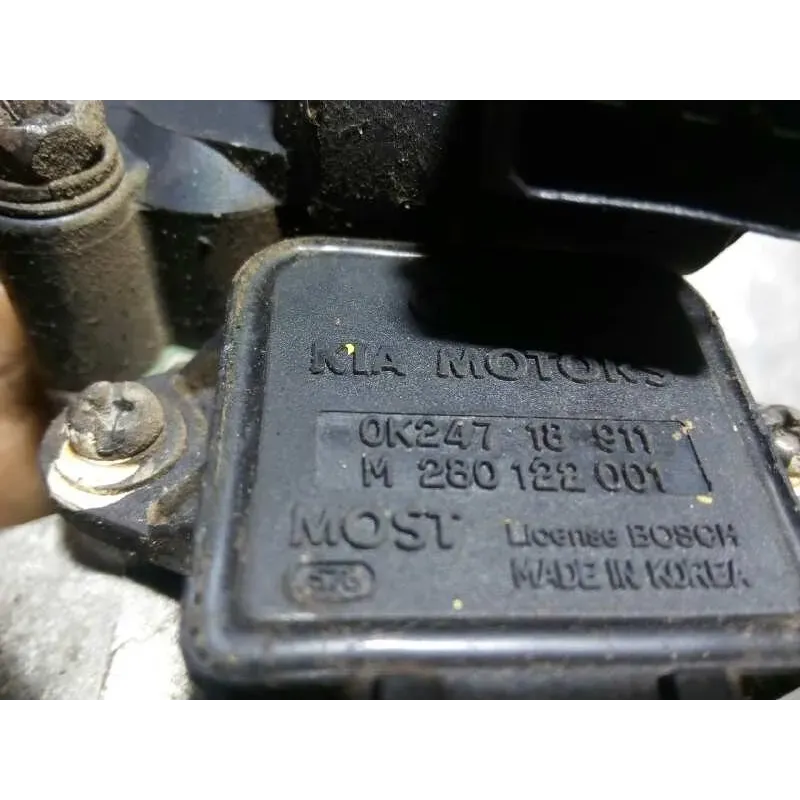 KIA MOTORS
0K247 18 911
M 280 122 001
MOST License BOSCH
MADE IN KOREA